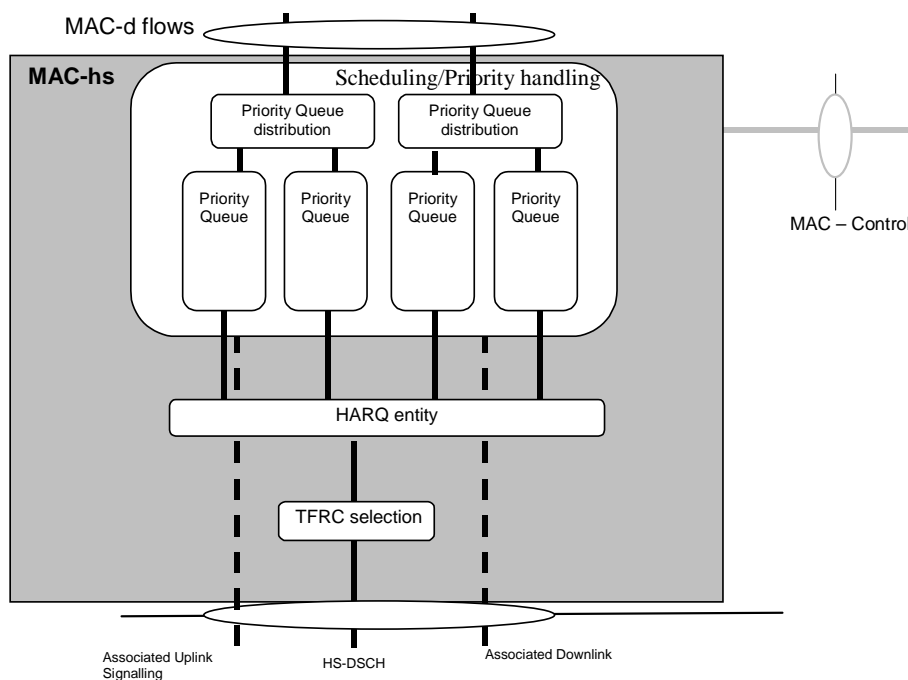 MAC-d flows
MAC-hs
Scheduling/Priority handling
Priority Queue
distribution
Priority Queue
distribution
Priority
Queue
Priority
Queue
Priority
Queue
Priority
Queue
MAC – Control
HARQ entity
TFRC selection
Associated Uplink
Signalling
HS-DSCH
Associated Downlink